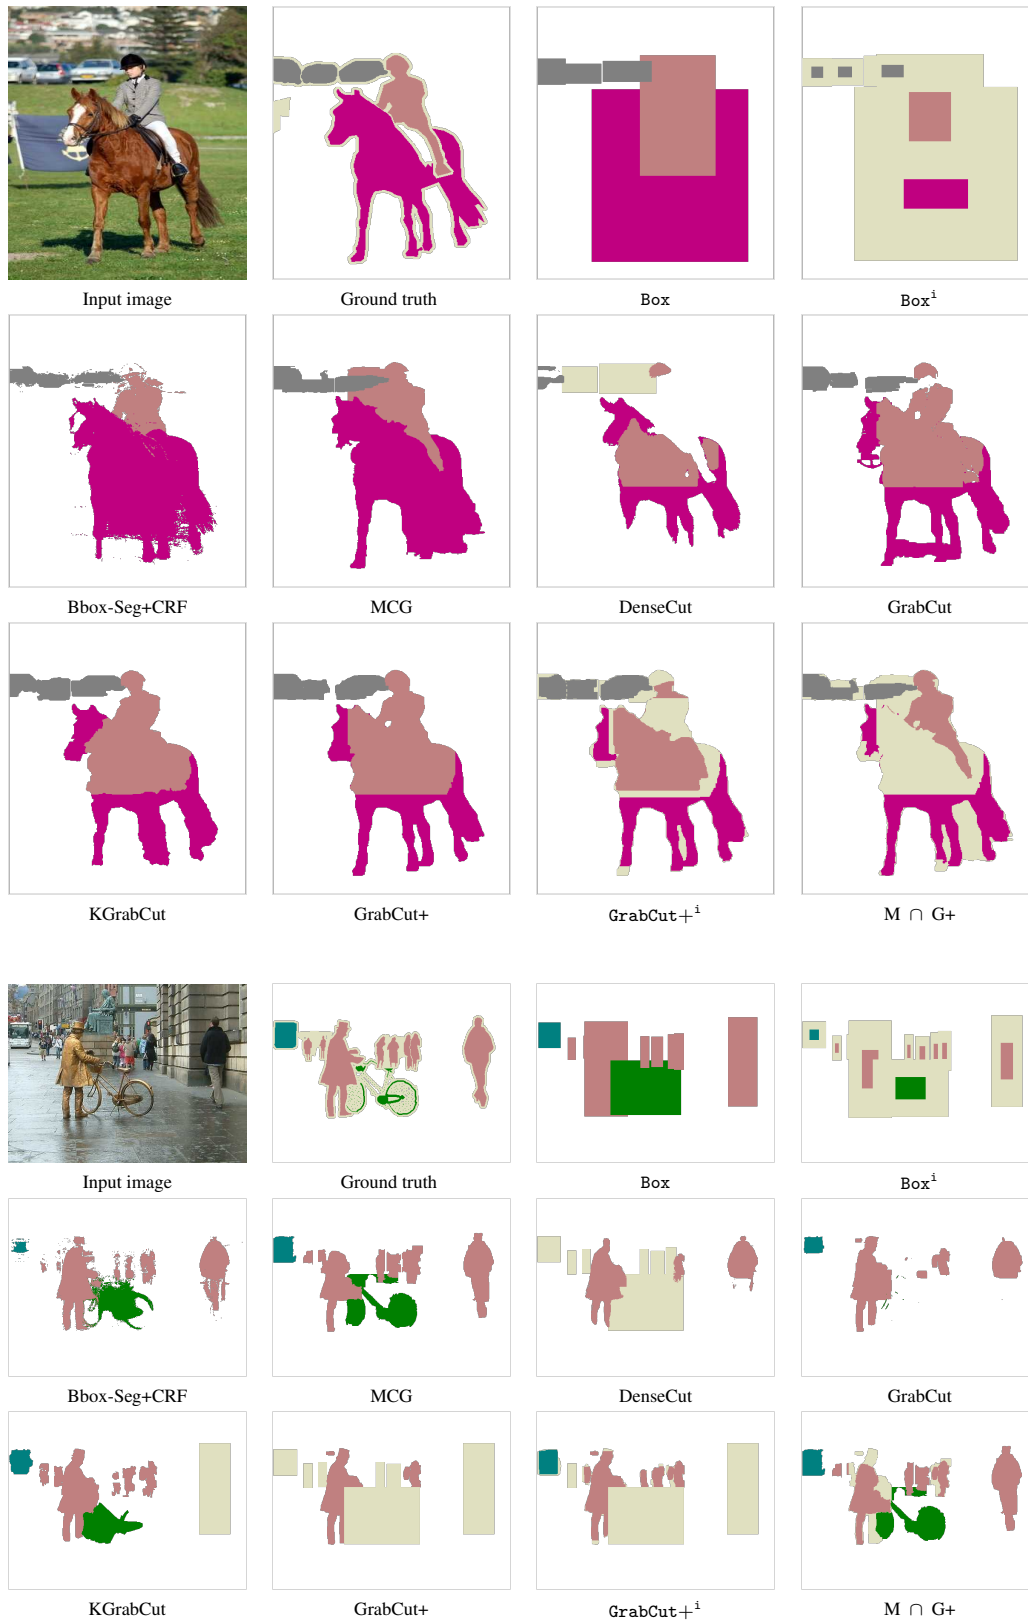 Input image
Ground truth
Box
Boxⁱ
Bbox-Seg+CRF
MCG
DenseCut
GrabCut
KGrabCut
GrabCut+
GrabCut+ⁱ
M ∩ G+
Input image
Ground truth
Box
Boxⁱ
Bbox-Seg+CRF
MCG
DenseCut
GrabCut
KGrabCut
GrabCut+
GrabCut+ⁱ
M ∩ G+